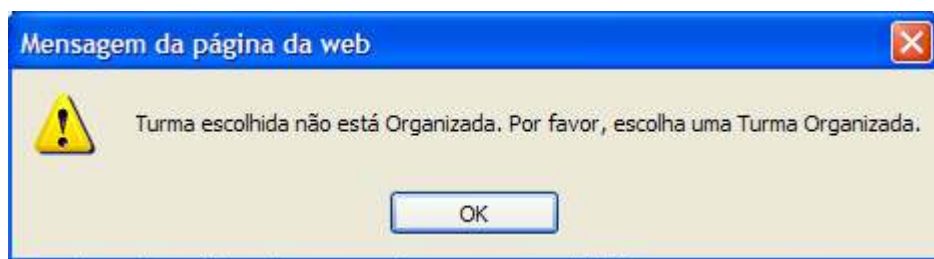 Mensagem da página da web
Turma escolhida não está Organizada. Por favor, escolha uma Turma Organizada.
OK